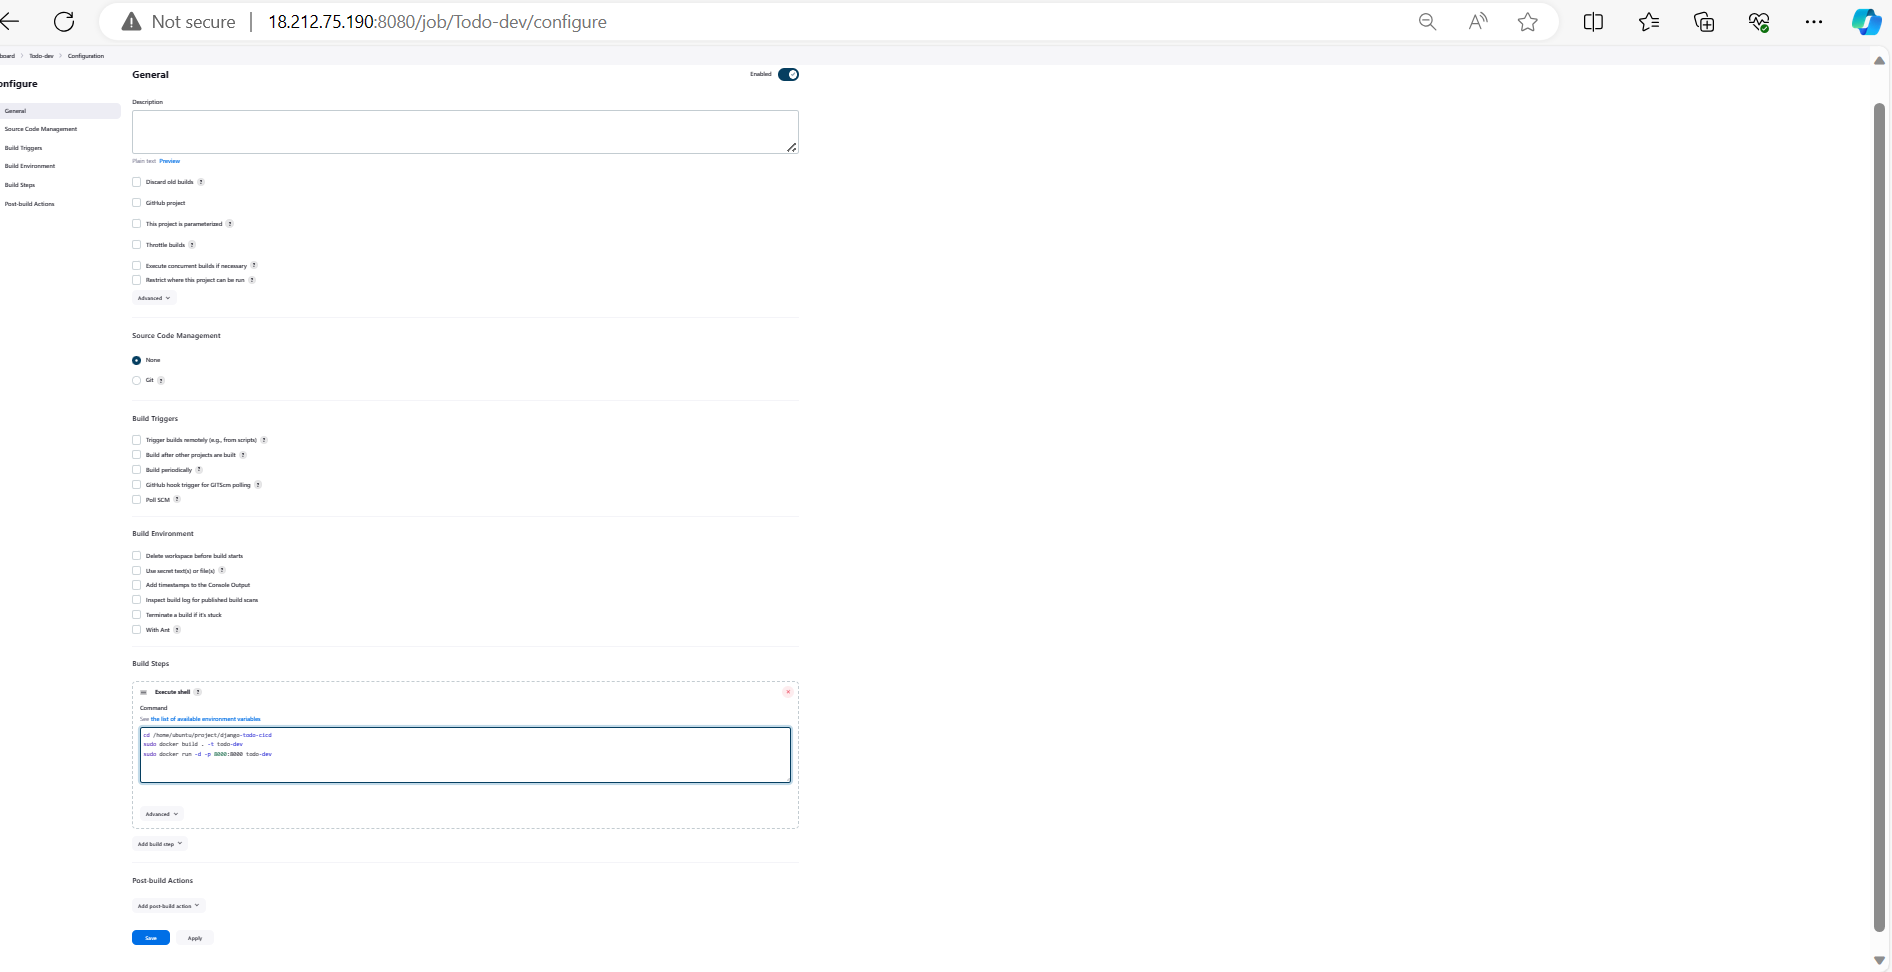 Not secure
18.212.75.190:8080/job/Todo-dev/configure
board > Todo-dev > Configuration
onfigure
General
Source Code Management
Build Triggers
Build Environment
Build Steps
Post-build Actions
General
Enabled
Description
Plain text Preview
Discard old builds ?
GitHub project
This project is parameterized ?
Throttle builds ?
Execute concurrent builds if necessary ?
Restrict where this project can be run ?
Advanced
Source Code Management
None
Git ?
Build Triggers
Trigger builds remotely (e.g., from scripts) ?
Build after other projects are built ?
Build periodically ?
GitHub hook trigger for GITScm polling ?
Poll SCM ?
Build Environment
Delete workspace before build starts
Use secret text(s) or file(s) ?
Add timestamps to the Console Output
Inspect build log for published build scans
Terminate a build if it's stuck
With Ant ?
Build Steps
Execute shell ?
Command
See the list of available environment variables
cd /home/ubuntu/project/django-todo-cicd
sudo docker build . -t todo-dev
sudo docker run -d -p 8000:8000 todo-dev
Advanced
Add build step
Post-build Actions
Add post-build action
Save Apply